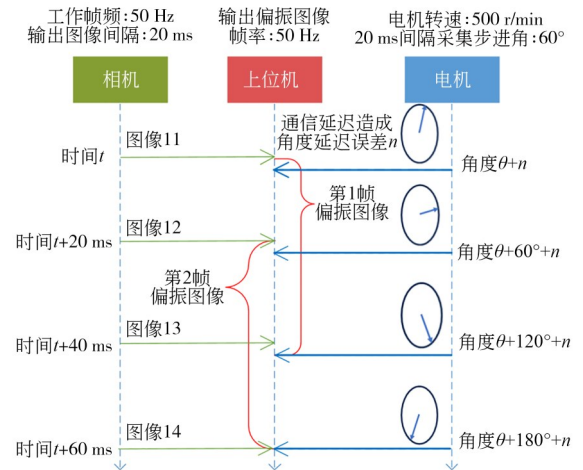 工作帧频:50 Hz
输出图像间隔:20 ms
输出偏振图像
帧率:50 Hz
电机转速:500 r/min
20 ms间隔采集步进角:60°
相机
上位机
电机
图像11
通信延迟造成
角度延迟误差n
时间t
角度θ+n
第1帧
偏振图像
图像12
时间t+20 ms
角度θ+60°+n
第2帧
偏振图像
图像13
时间t+40 ms
角度θ+120°+n
图像14
时间t+60 ms
角度θ+180°+n